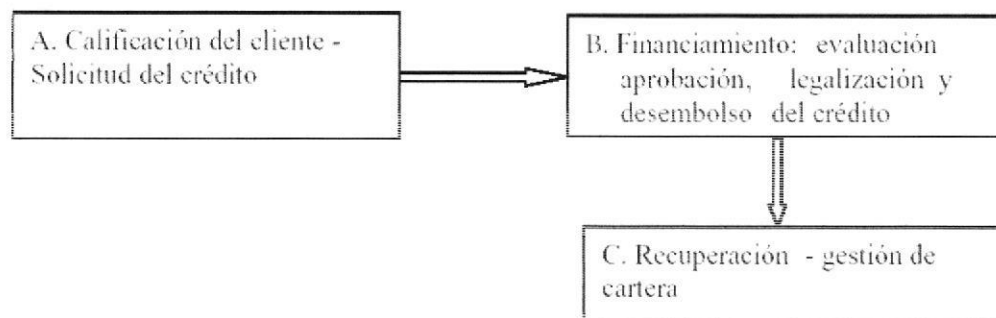 A. Calificación del cliente -
Solicitud del crédito
B. Financiamiento: evaluación
aprobación, legalización y
desembolso del crédito
C. Recuperación - gestión de
cartera